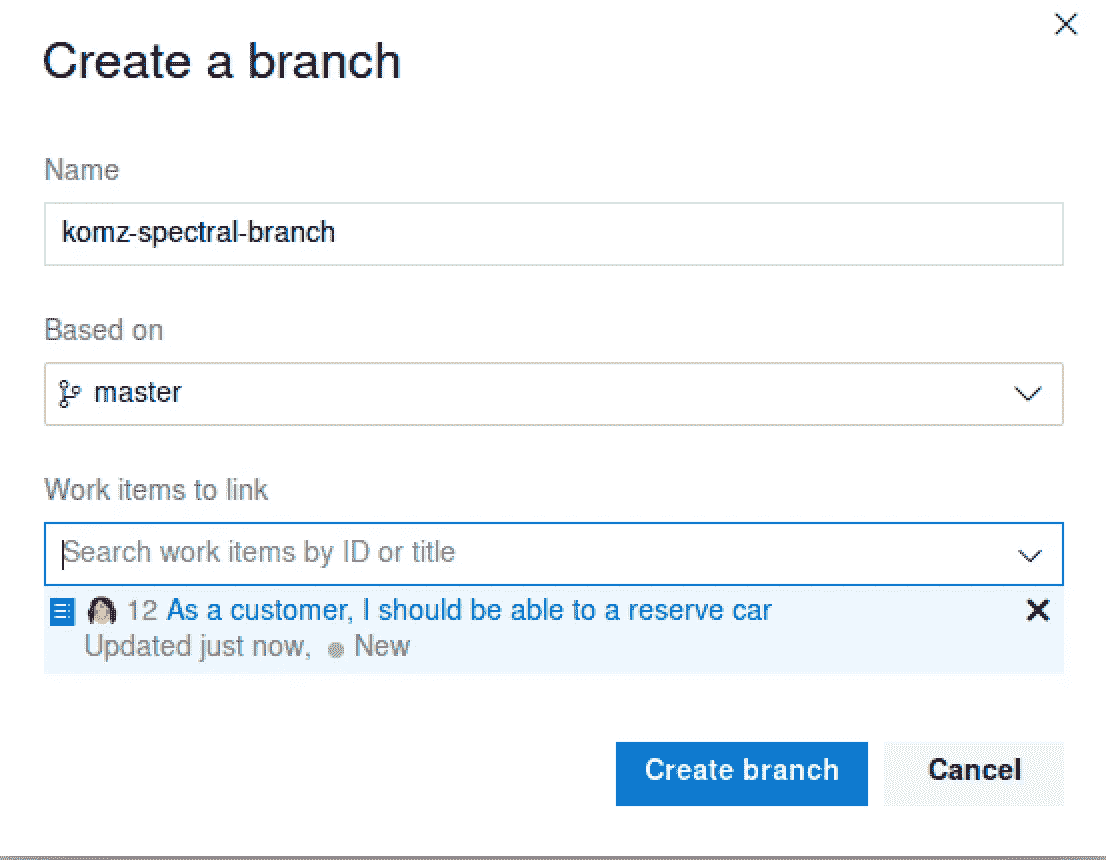 Create a branch
Name
komz-spectral-branch
Based on
master
Work items to link
Search work items by ID or title
12 As a customer, I should be able to a reserve car
Updated just now, New
Create branch
Cancel